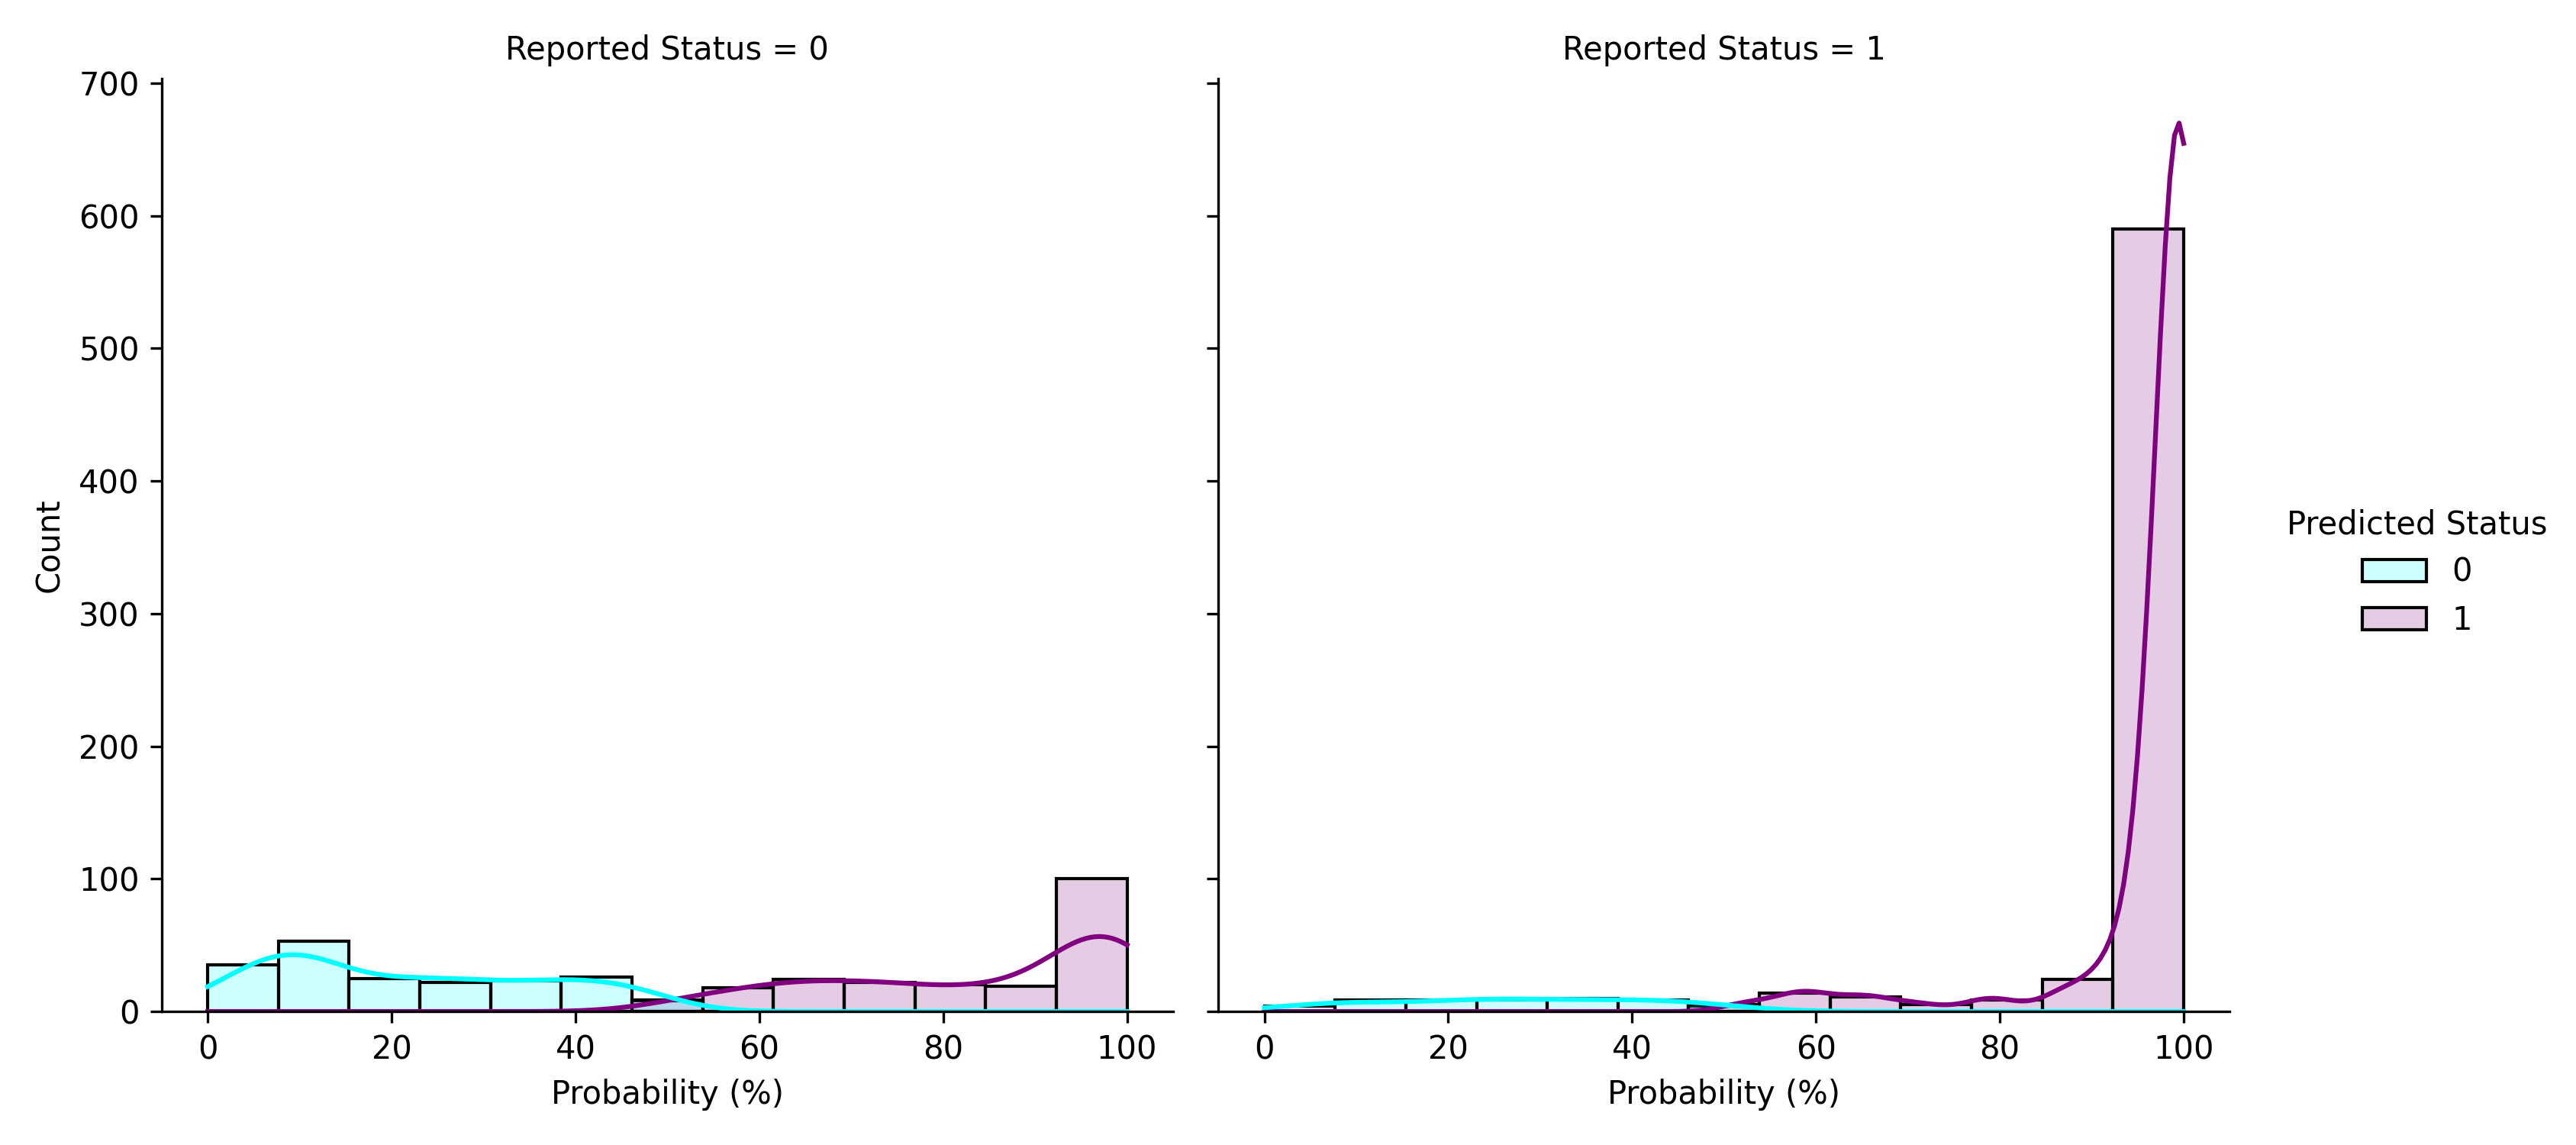 Reported Status = 0
Reported Status = 1
700
600
500
400
300
200
100
0
Count
0 20 40 60 80 100
0 20 40 60 80 100
Probability (%)
Probability (%)
Predicted Status
0
1